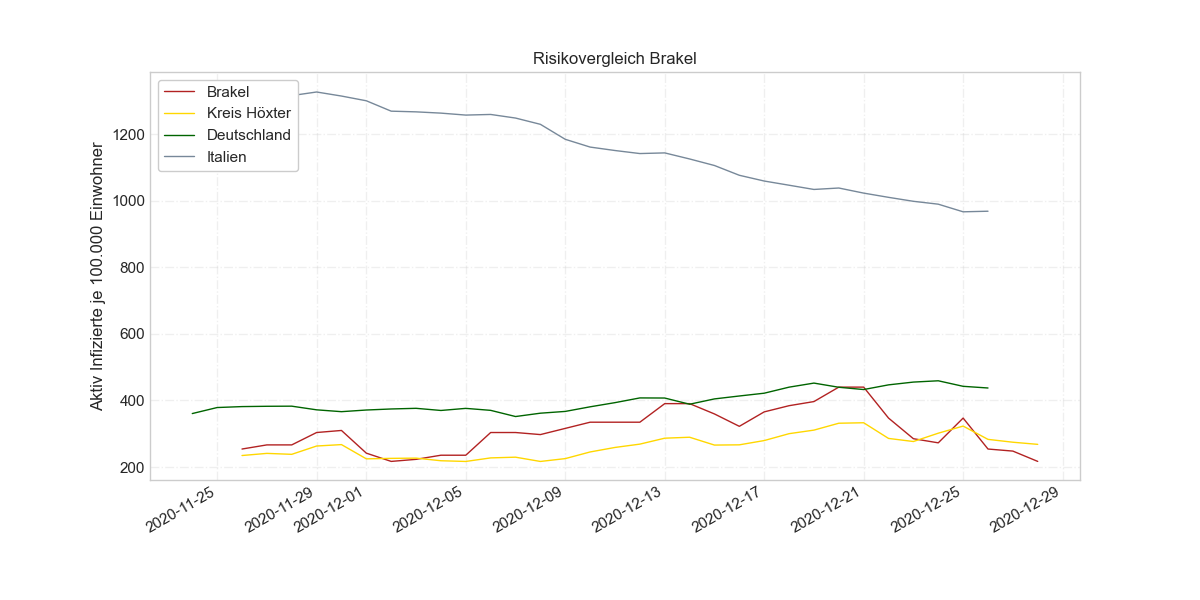 Risikovergleich Brakel
Brakel
Kreis Höxter
Deutschland
Italien
Aktiv Infizierte je 100.000 Einwohner
1200
1000
800
600
400
200
2020-11-25
2020-11-29
2020-12-01
2020-12-05
2020-12-09
2020-12-13
2020-12-17
2020-12-21
2020-12-25
2020-12-29